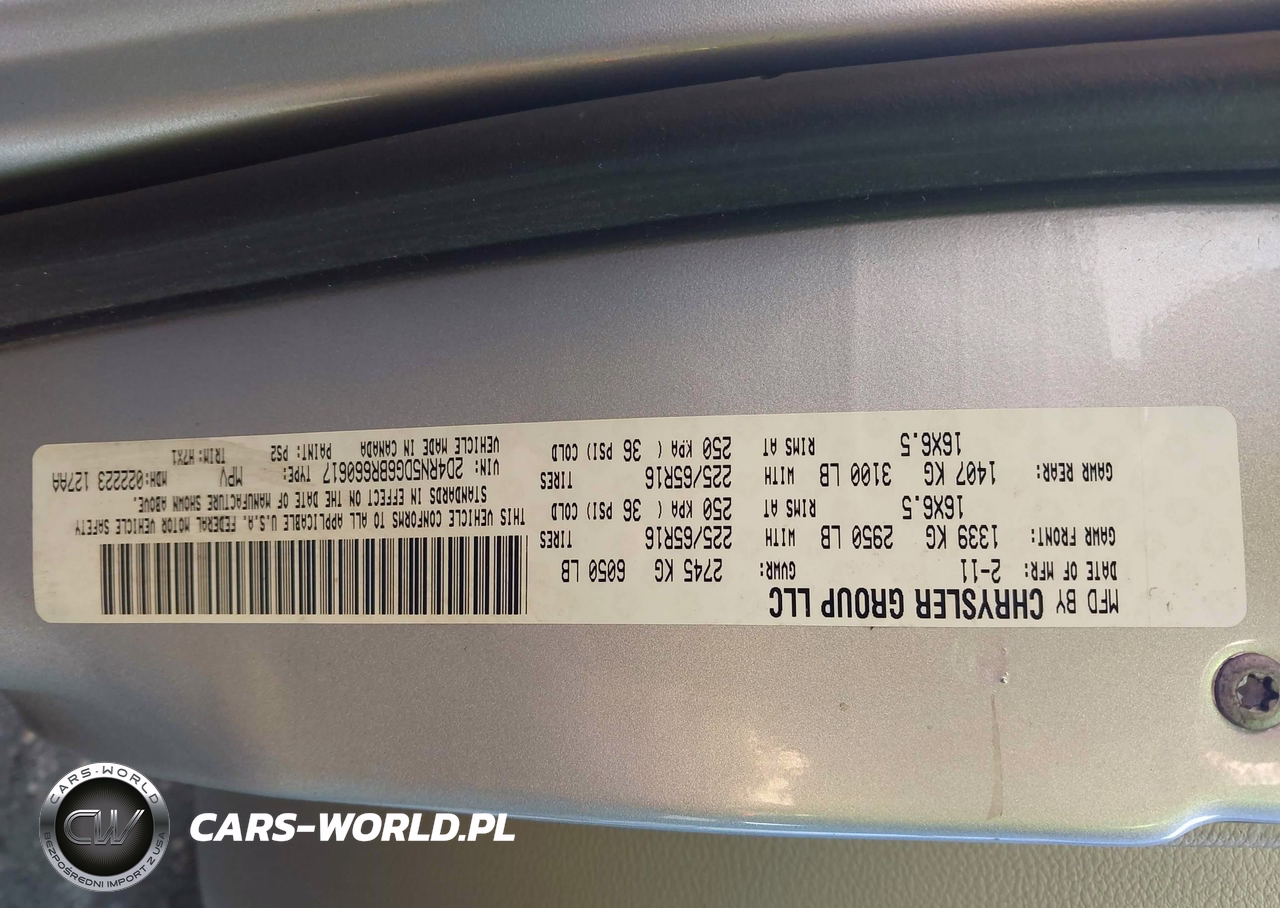 MFD BY CHRYSLER GROUP LLC
DATE OF MFR: 2-11 GVWR: 2745 KG 6050 LB
GAWR FRONT: 1339 KG 2950 LB WITH 225/65R16 TIRES
16X6.5 RIMS AT 250 KPA ( 36 PSI) COLD
GAWR REAR: 1407 KG 3100 LB WITH 225/65R16 TIRES
16X6.5 RIMS AT 250 KPA ( 36 PSI) COLD
THIS VEHICLE CONFORMS TO ALL APPLICABLE U.S.A. FEDERAL MOTOR VEHICLE SAFETY
STANDARDS IN EFFECT ON THE DATE OF MANUFACTURE SHOWN ABOVE.
VIN: 2D4RN5DG6BR660617 TYPE: MPV MDH:022223 127AA
VEHICLE MADE IN CANADA PAINT: PS2 TRIM: H7X1
CARS-WORLD
CW
BEZPOŚREDNI IMPORT Z USA
CARS-WORLD.PL